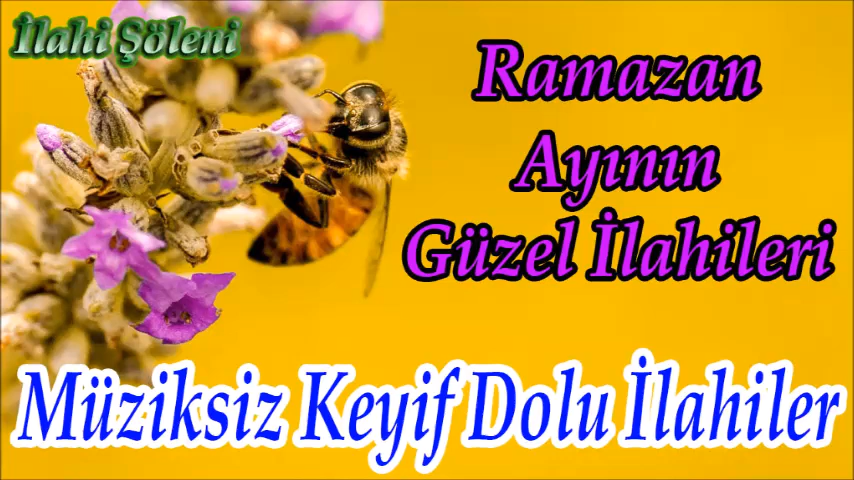 İlahi Şöleni
Ramazan
Ayının
Güzel İlahileri
Müziksiz Keyif Dolu İlahiler